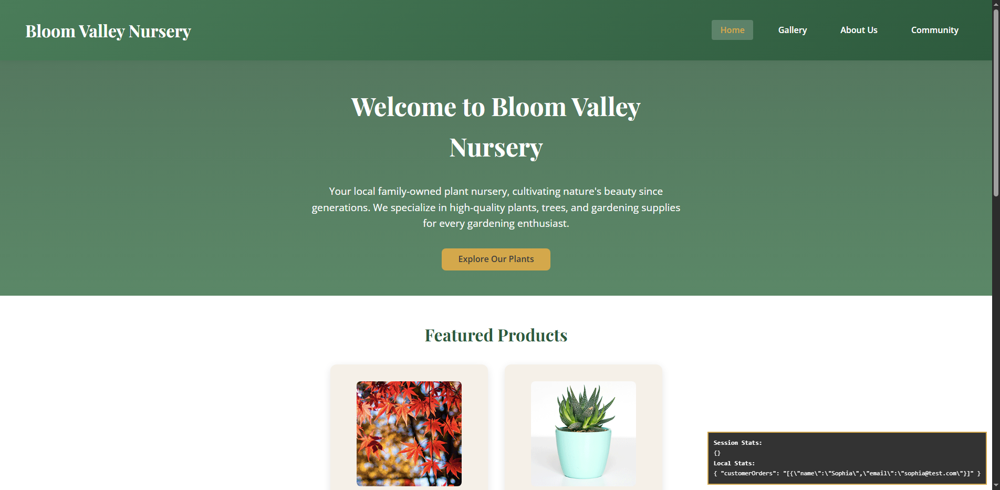 Bloom Valley Nursery
Home
Gallery
About Us
Community
Welcome to Bloom Valley
Nursery
Your local family-owned plant nursery, cultivating nature's beauty since
generations. We specialize in high-quality plants, trees, and gardening supplies
for every gardening enthusiast.
Explore Our Plants
Featured Products
Session Stats:
{}
Local Stats:
{ "customerOrders": "[{\"name\":\"Sophia\",\"email\":\"sophia@test.com\"}]" }